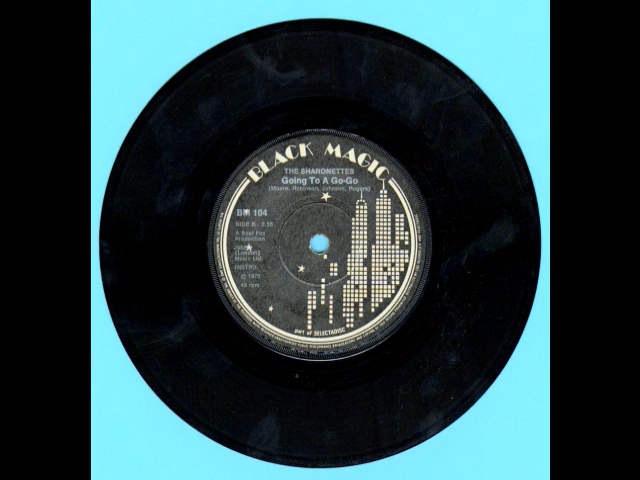 BLACK MAGIC
THE SHARONETTES
Going To A Go-Go
(Moore, Robinson, Johnson, Rogers)
BM 104
SIDE B
A Soul Fox
Production
(London)
Music Ltd.
INSTRO.
© 1975
45 rpm
part of SELECTADISC